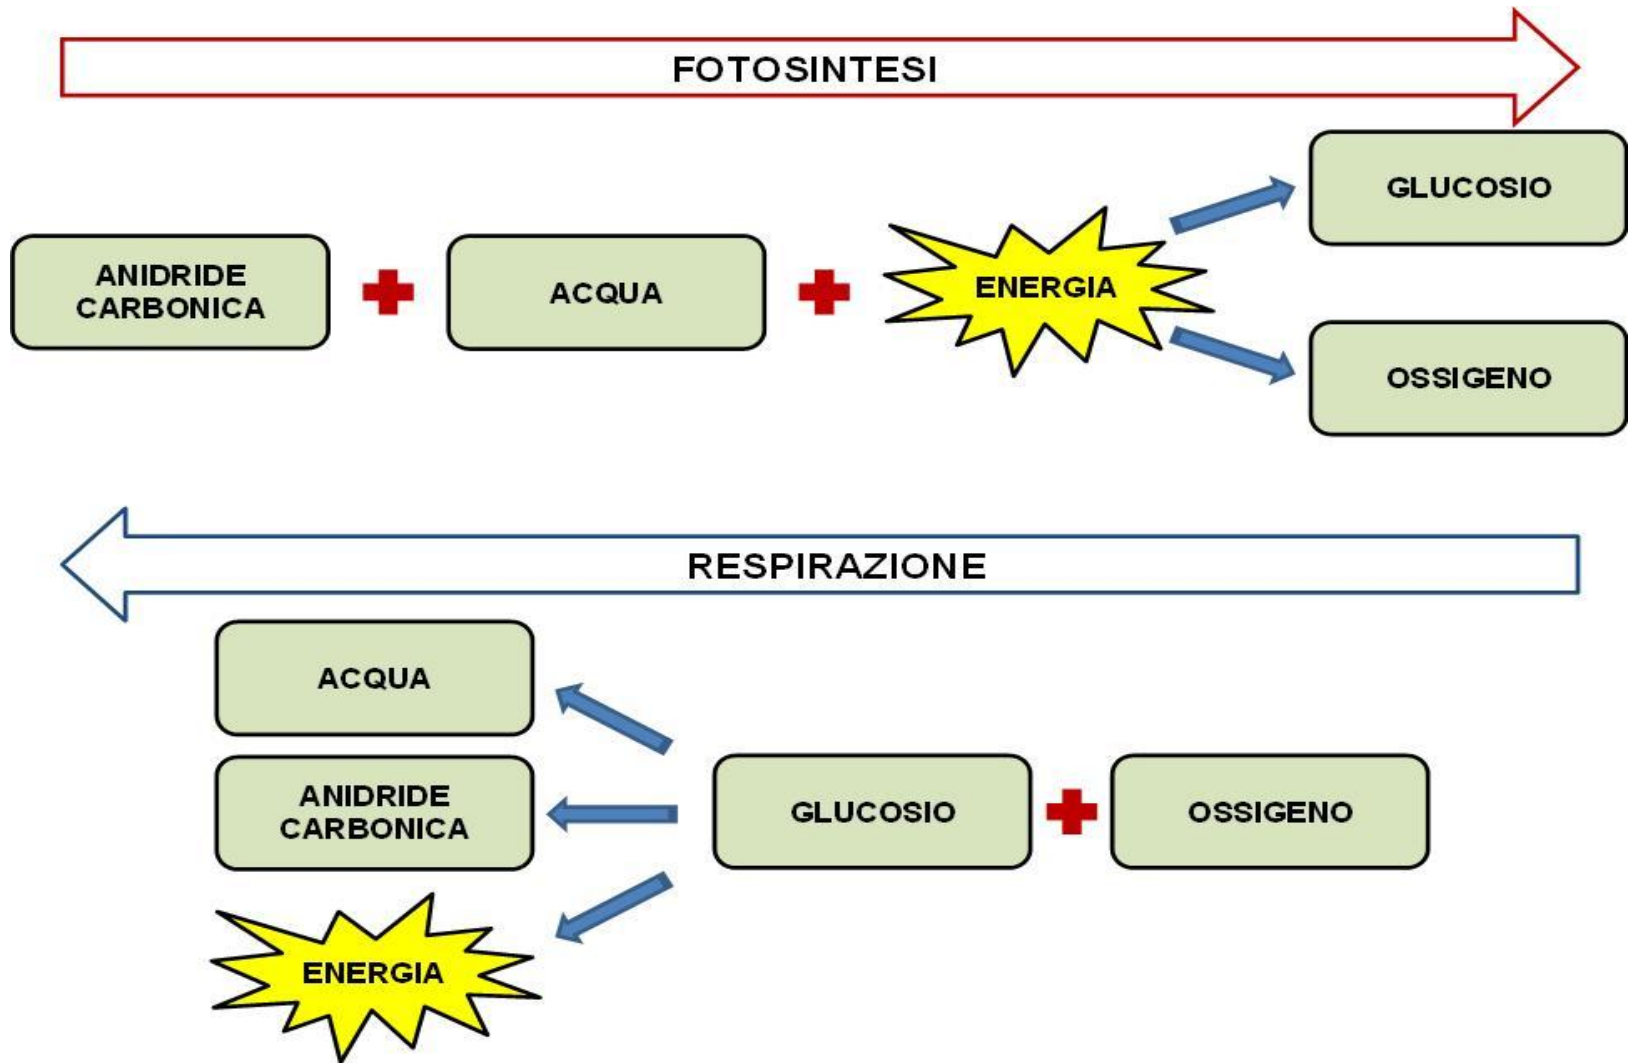 FOTOSINTESI
GLUCOSIO
ANIDRIDE
CARBONICA
ACQUA
ENERGIA
OSSIGENO
RESPIRAZIONE
ACQUA
ANIDRIDE
CARBONICA
GLUCOSIO
OSSIGENO
ENERGIA